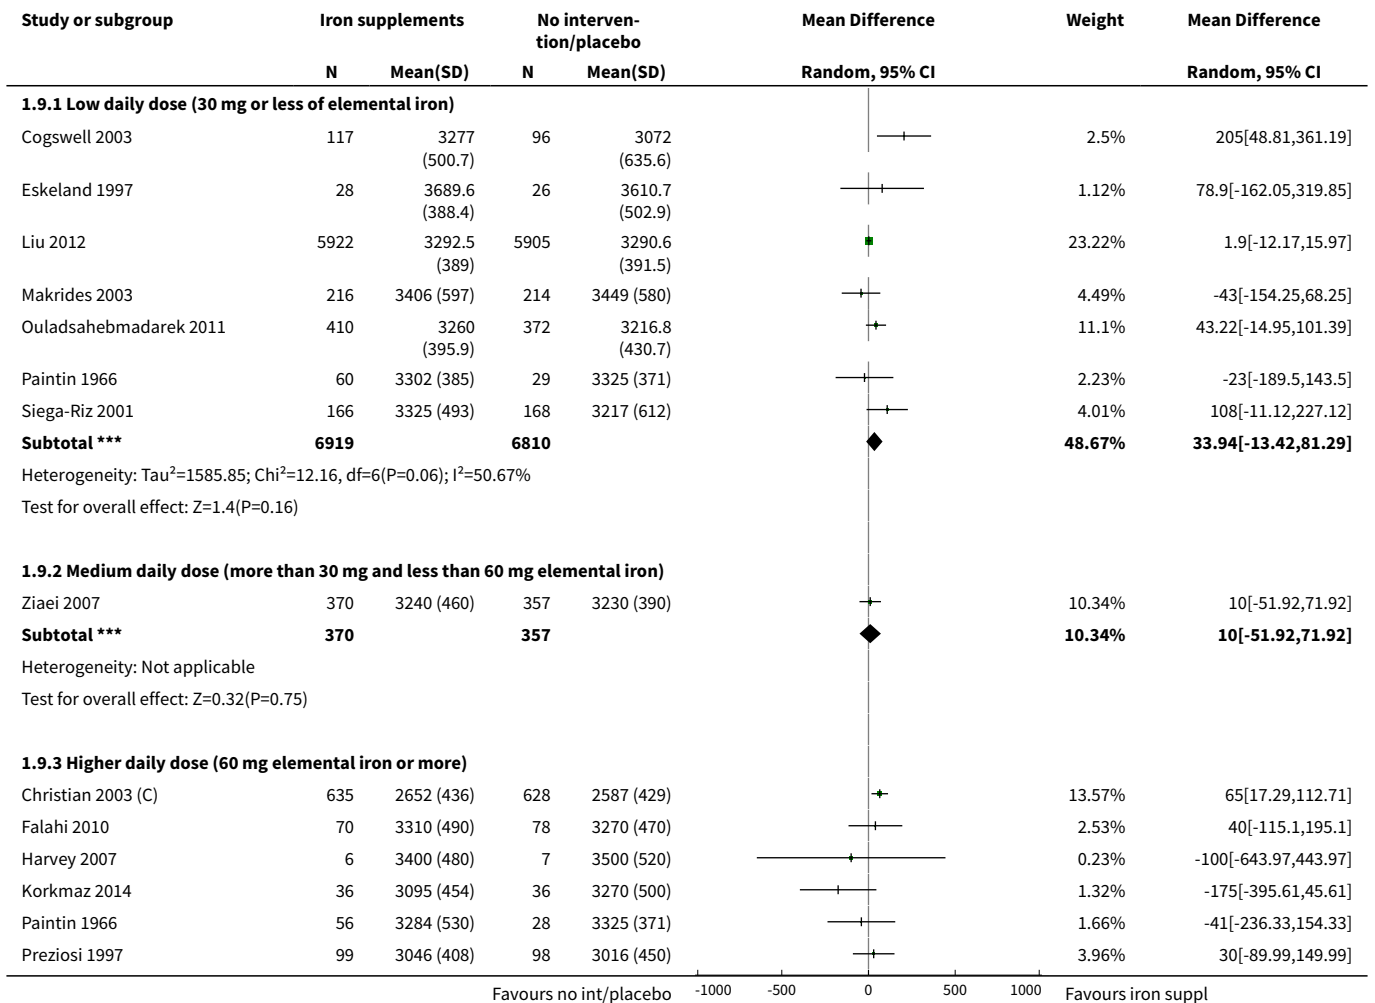 Study or subgroup Iron supplements No interven- Mean Difference Weight Mean Difference
tion/placebo
N Mean(SD) N Mean(SD) Random, 95% CI Random, 95% CI
1.9.1 Low daily dose (30 mg or less of elemental iron)
Cogswell 2003 117 3277 96 3072 2.5% 205[48.81,361.19]
(500.7) (635.6)
Eskeland 1997 28 3689.6 26 3610.7 1.12% 78.9[-162.05,319.85]
(388.4) (502.9)
Liu 2012 5922 3292.5 5905 3290.6 23.22% 1.9[-12.17,15.97]
(389) (391.5)
Makrides 2003 216 3406 (597) 214 3449 (580) 4.49% -43[-154.25,68.25]
Ouladsahebmadarek 2011 410 3260 372 3216.8 11.1% 43.22[-14.95,101.39]
(395.9) (430.7)
Paintin 1966 60 3302 (385) 29 3325 (371) 2.23% -23[-189.5,143.5]
Siega-Riz 2001 166 3325 (493) 168 3217 (612) 4.01% 108[-11.12,227.12]
Subtotal *** 6919 6810 48.67% 33.94[-13.42,81.29]
Heterogeneity: Tau²=1585.85; Chi²=12.16, df=6(P=0.06); I²=50.67%
Test for overall effect: Z=1.4(P=0.16)
1.9.2 Medium daily dose (more than 30 mg and less than 60 mg elemental iron)
Ziaei 2007 370 3240 (460) 357 3230 (390) 10.34% 10[-51.92,71.92]
Subtotal *** 370 357 10.34% 10[-51.92,71.92]
Heterogeneity: Not applicable
Test for overall effect: Z=0.32(P=0.75)
1.9.3 Higher daily dose (60 mg elemental iron or more)
Christian 2003 (C) 635 2652 (436) 628 2587 (429) 13.57% 65[17.29,112.71]
Falahi 2010 70 3310 (490) 78 3270 (470) 2.53% 40[-115.1,195.1]
Harvey 2007 6 3400 (480) 7 3500 (520) 0.23% -100[-643.97,443.97]
Korkmaz 2014 36 3095 (454) 36 3270 (500) 1.32% -175[-395.61,45.61]
Paintin 1966 56 3284 (530) 28 3325 (371) 1.66% -41[-236.33,154.33]
Preziosi 1997 99 3046 (408) 98 3016 (450) 3.96% 30[-89.99,149.99]
Favours no int/placebo -1000 -500 0 500 1000 Favours iron suppl